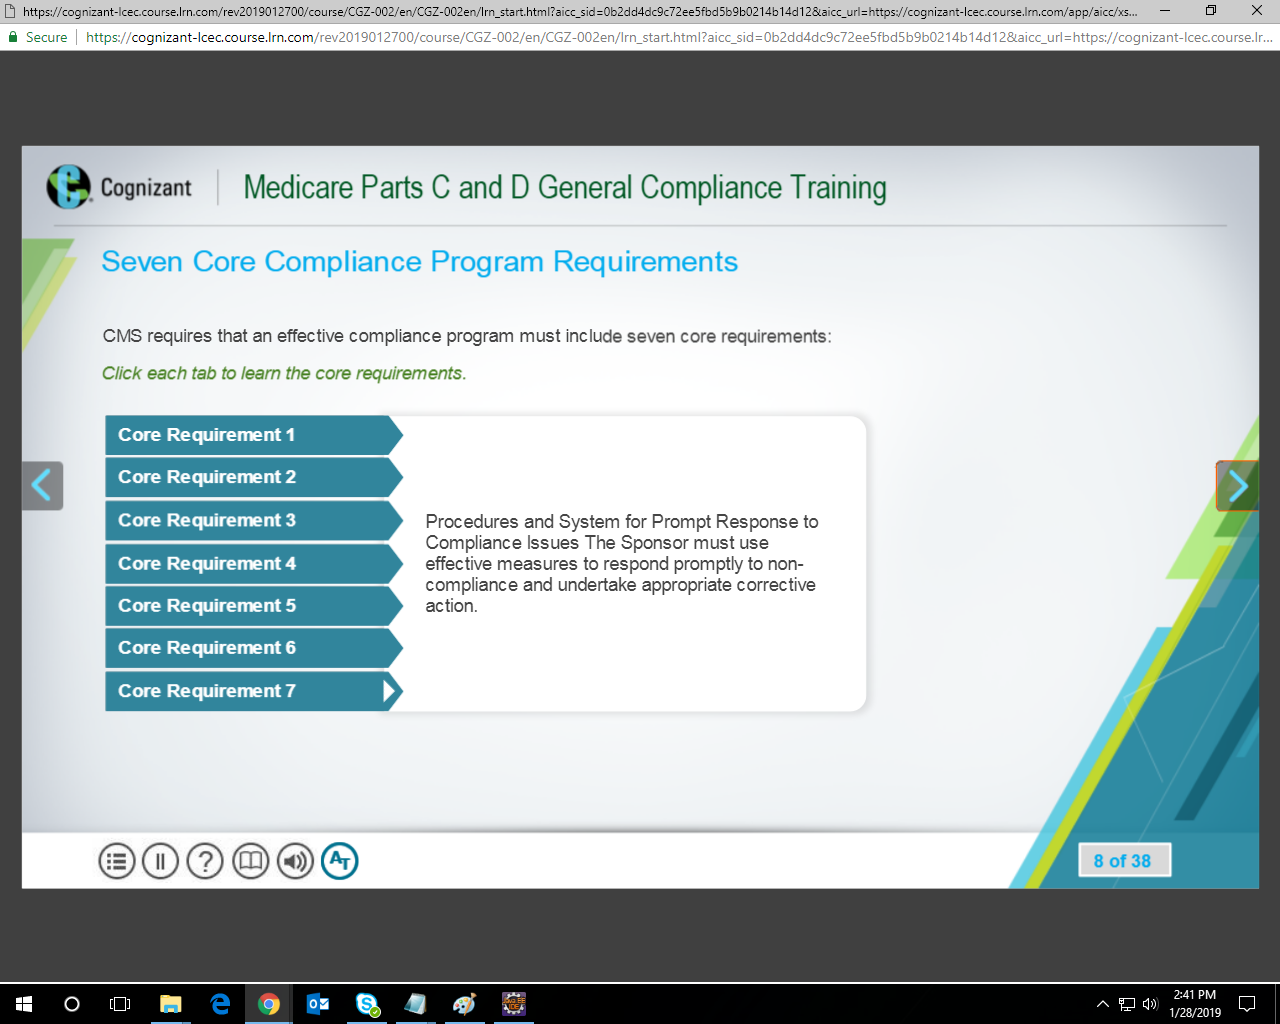 https://cognizant-lcec.course.lrn.com/rev2019012700/course/CGZ-002/en/CGZ-002en/lrn_start.html?aicc_sid=0b2dd4dc9c72ee5fbd5b9b0214b14d12&aicc_url=https://cognizant-lcec.course.lrn.com/app/aicc/xs...
Secure https://cognizant-lcec.course.lrn.com/rev2019012700/course/CGZ-002/en/CGZ-002en/lrn_start.html?aicc_sid=0b2dd4dc9c72ee5fbd5b9b0214b14d12&aicc_url=https://cognizant-lcec.course.lr...
Cognizant Medicare Parts C and D General Compliance Training
Seven Core Compliance Program Requirements
CMS requires that an effective compliance program must include seven core requirements:
Click each tab to learn the core requirements.
Core Requirement 1
Core Requirement 2
Core Requirement 3
Core Requirement 4
Core Requirement 5
Core Requirement 6
Core Requirement 7
Procedures and System for Prompt Response to
Compliance Issues The Sponsor must use
effective measures to respond promptly to non-
compliance and undertake appropriate corrective
action.
AT
8 of 38
2:41 PM
1/28/2019